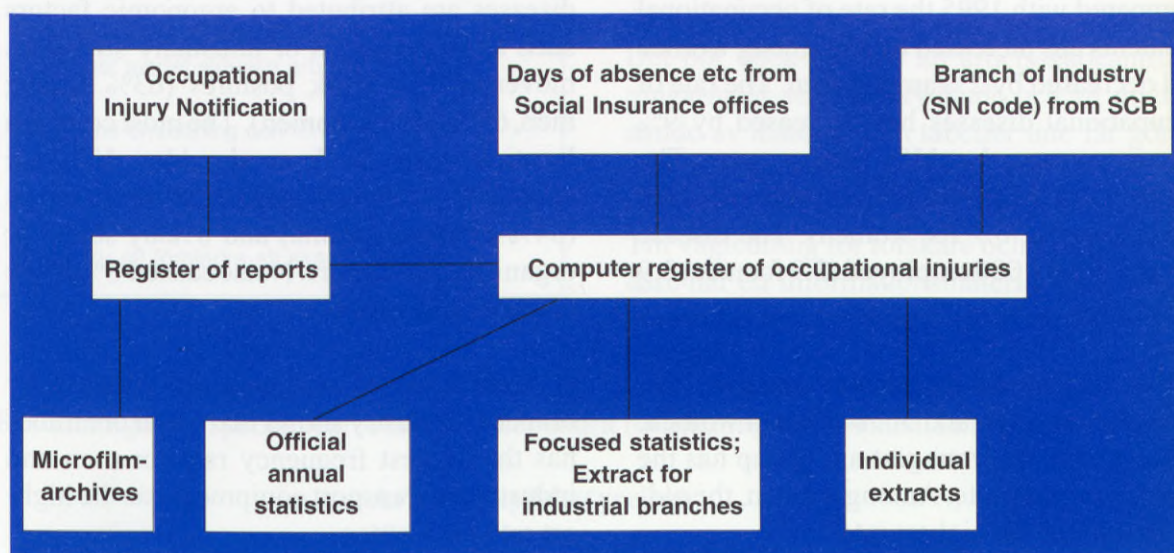 Occupational
Injury Notification
Days of absence etc from
Social Insurance offices
Branch of Industry
(SNI code) from SCB
Register of reports
Computer register of occupational injuries
Microfilm-
archives
Official
annual
statistics
Focused statistics;
Extract for
industrial branches
Individual
extracts